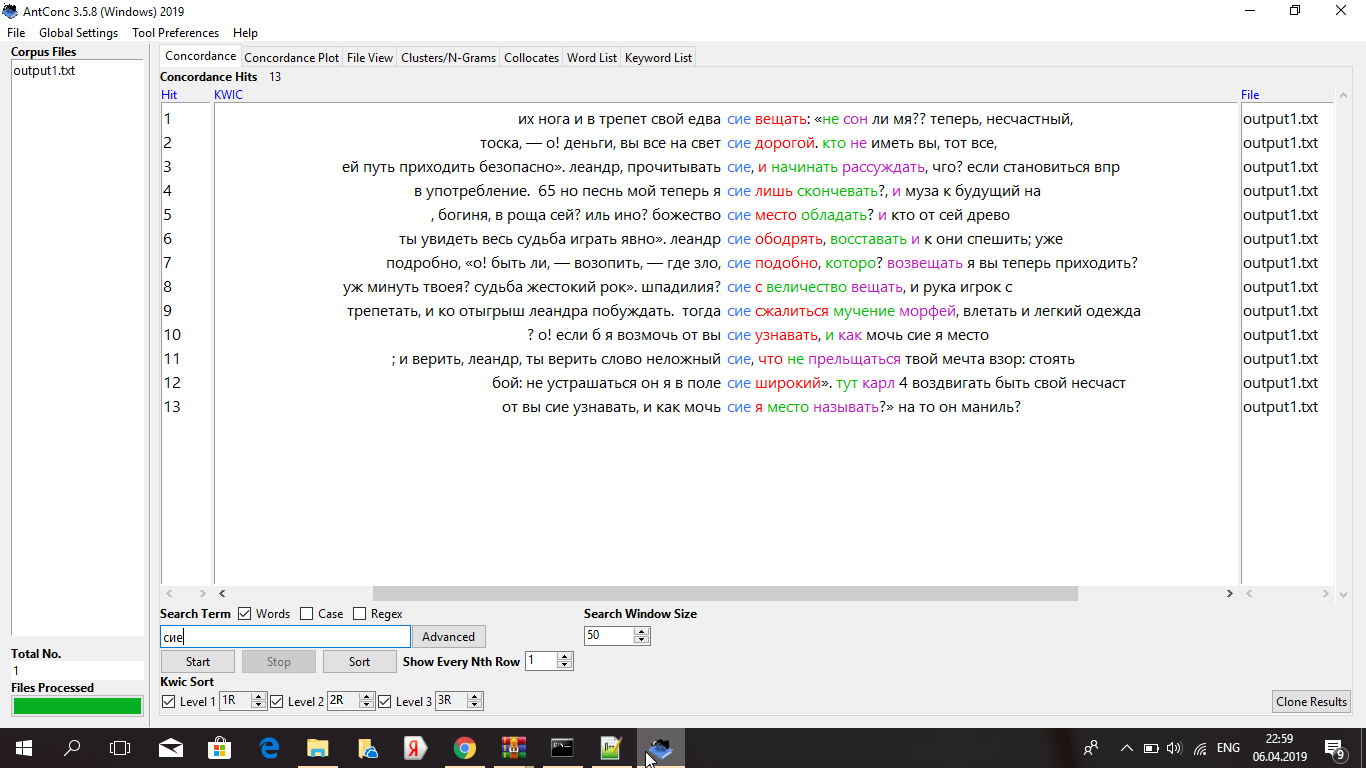 AntConc 3.5.8 (Windows) 2019
File Global Settings Tool Preferences Help
Corpus Files
output1.txt
Concordance Concordance Plot File View Clusters/N-Grams Collocates Word List Keyword List
Concordance Hits 13
Hit KWIC File
1 их нога и в трепет свой едва сие вещать: «не сон ли мя?? теперь, несчастный, output1.txt
2 тоска, — о! деньги, вы все на свет сие дорогой. кто не иметь вы, тот все, output1.txt
3 ей путь приходить безопасно». леандр, прочитывать сие, и начинать рассуждать, чго? если становиться впр output1.txt
4 в употребление. 65 но песнь мой теперь я сие лишь скончевать?, и муза к будущий на output1.txt
5 , богиня, в роща сей? иль ино? божество сие место обладать? и кто от сей древо output1.txt
6 ты увидеть весь судьба играть явно». леандр сие ободрять, восставать и к они спешить; уже output1.txt
7 подробно, «о! быть ли, — возопить, — где зло, сие подобно, которо? возвещать я вы теперь приходить? output1.txt
8 уж минуть твоея? судьба жестокий рок». шпадилия? сие с величество вещать, и рука игрок с output1.txt
9 трепетать, и ко отыгрыш леандра побуждать. тогда сие сжалиться мучение морфей, влетать и легкий одежда output1.txt
10 ? о! если б я возмочь от вы сие узнавать, и как мочь сие я место output1.txt
11 ; и верить, леандр, ты верить слово неложный сие, что не прельщаться твой мечта взор: стоять output1.txt
12 бой: не устрашаться он я в поле сие широкий». тут карл 4 воздвигать быть свой несчаст output1.txt
13 от вы сие узнавать, и как мочь сие я место называть?» на то он маниль? output1.txt
Search Term Words Case Regex Search Window Size
сие Advanced 50
Start Stop Sort Show Every Nth Row 1
Kwic Sort
Level 1 1R Level 2 2R Level 3 3R Clone Results
Total No.
1
Files Processed
ENG 22:59
06.04.2019 9